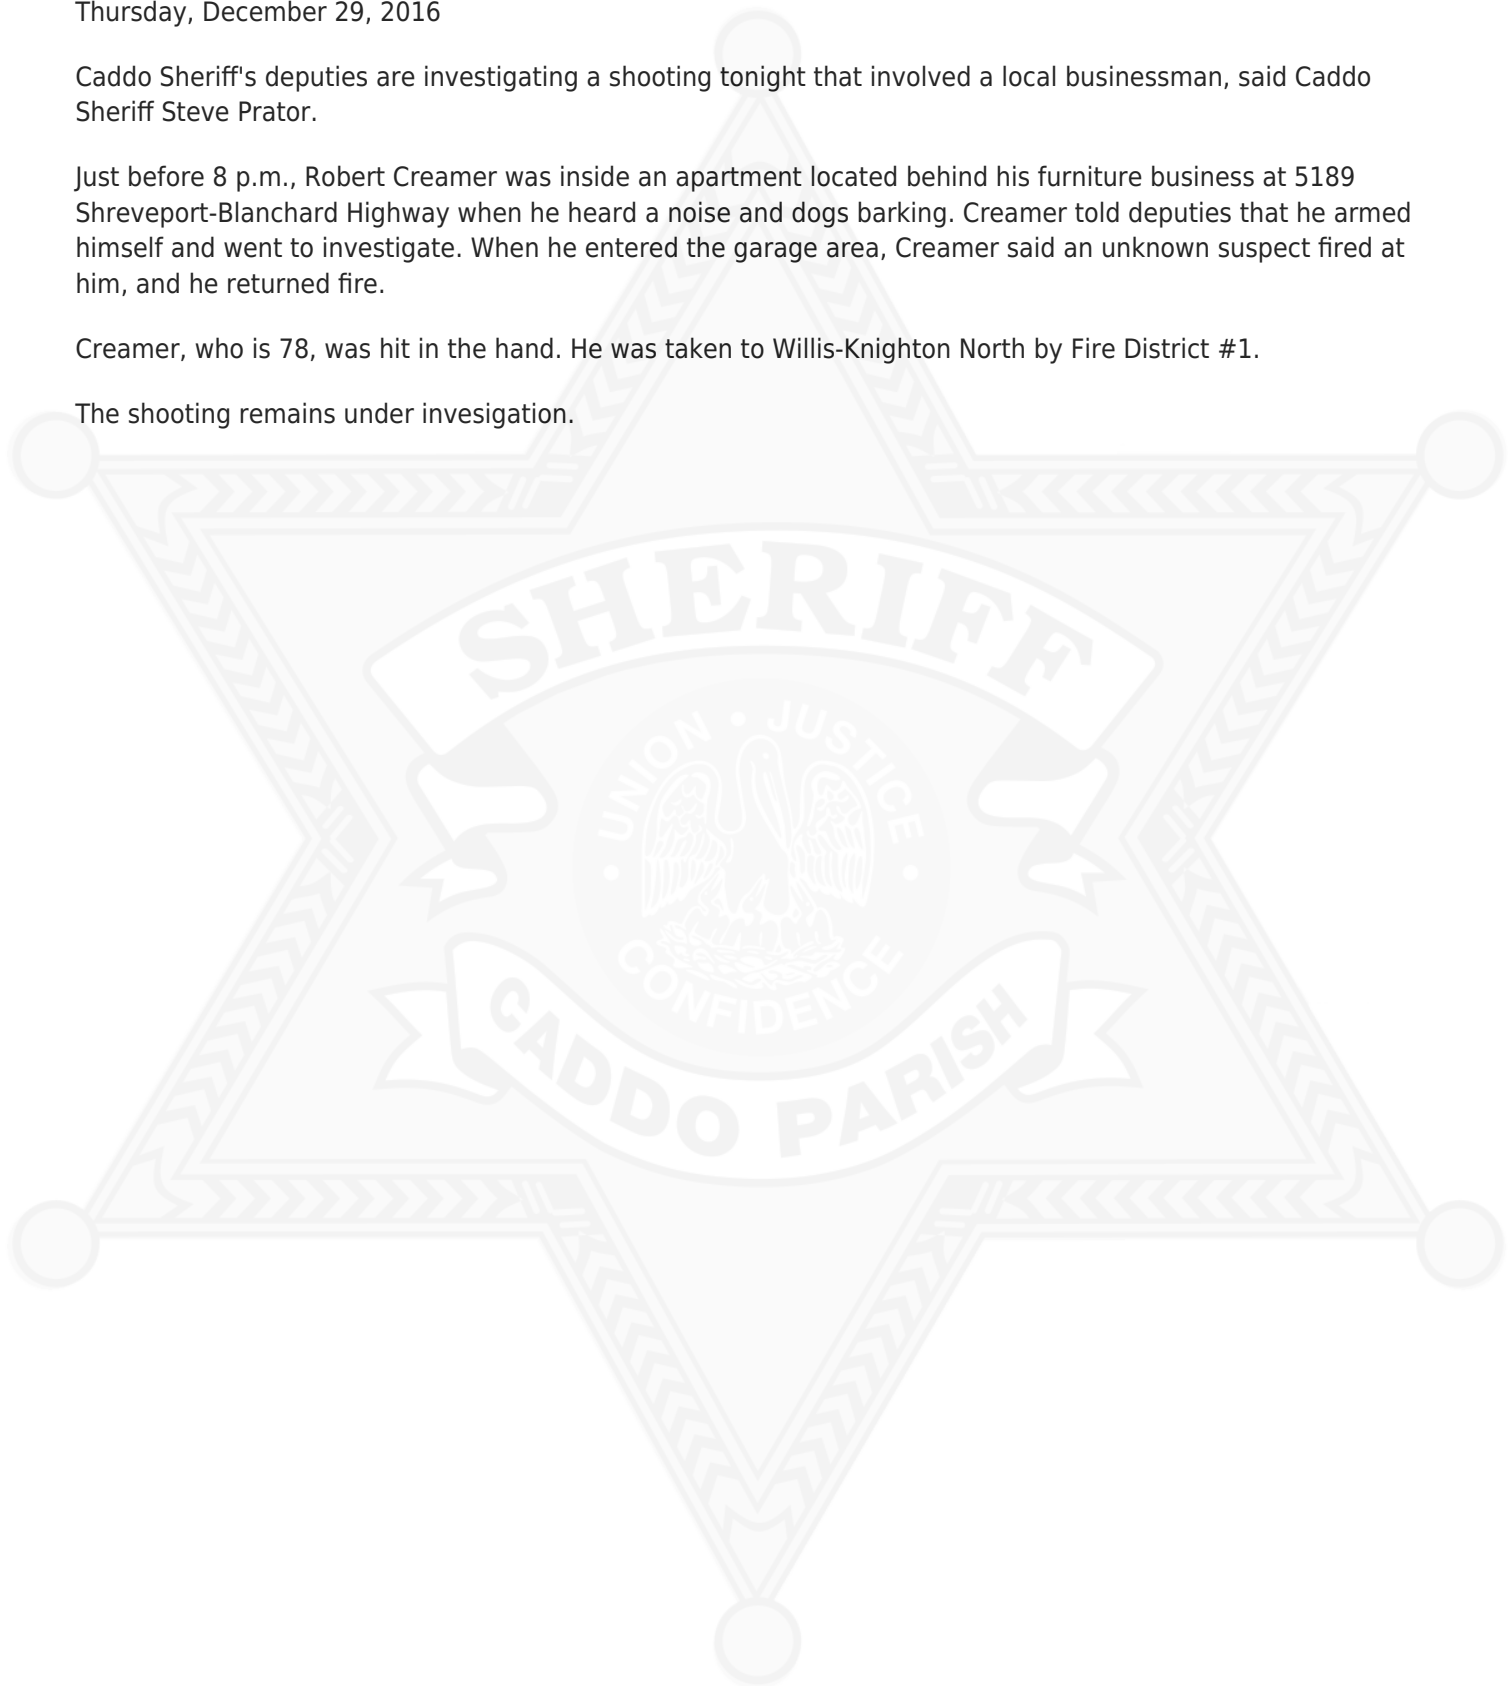 Thursday, December 29, 2016
Caddo Sheriff's deputies are investigating a shooting tonight that involved a local businessman, said Caddo
Sheriff Steve Prator.
Just before 8 p.m., Robert Creamer was inside an apartment located behind his furniture business at 5189
Shreveport-Blanchard Highway when he heard a noise and dogs barking. Creamer told deputies that he armed
himself and went to investigate. When he entered the garage area, Creamer said an unknown suspect fired at
him, and he returned fire.
Creamer, who is 78, was hit in the hand. He was taken to Willis-Knighton North by Fire District #1.
The shooting remains under invesigation.
SHERIFF
UNION • JUSTICE
• CONFIDENCE •
CADDO PARISH